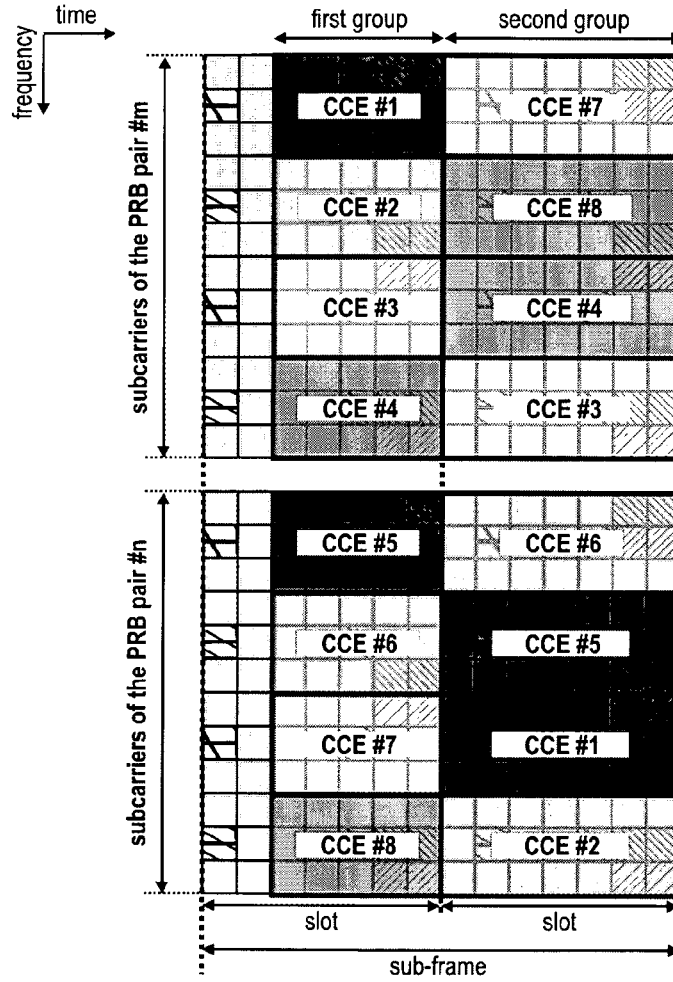 time
first group
second group
frequency
subcarriers of the PRB pair #m
CCE #1
CCE #7
CCE #2
CCE #8
CCE #3
CCE #4
CCE #4
CCE #3
subcarriers of the PRB pair #n
CCE #5
CCE #6
CCE #6
CCE #5
CCE #7
CCE #1
CCE #8
CCE #2
slot
slot
sub-frame